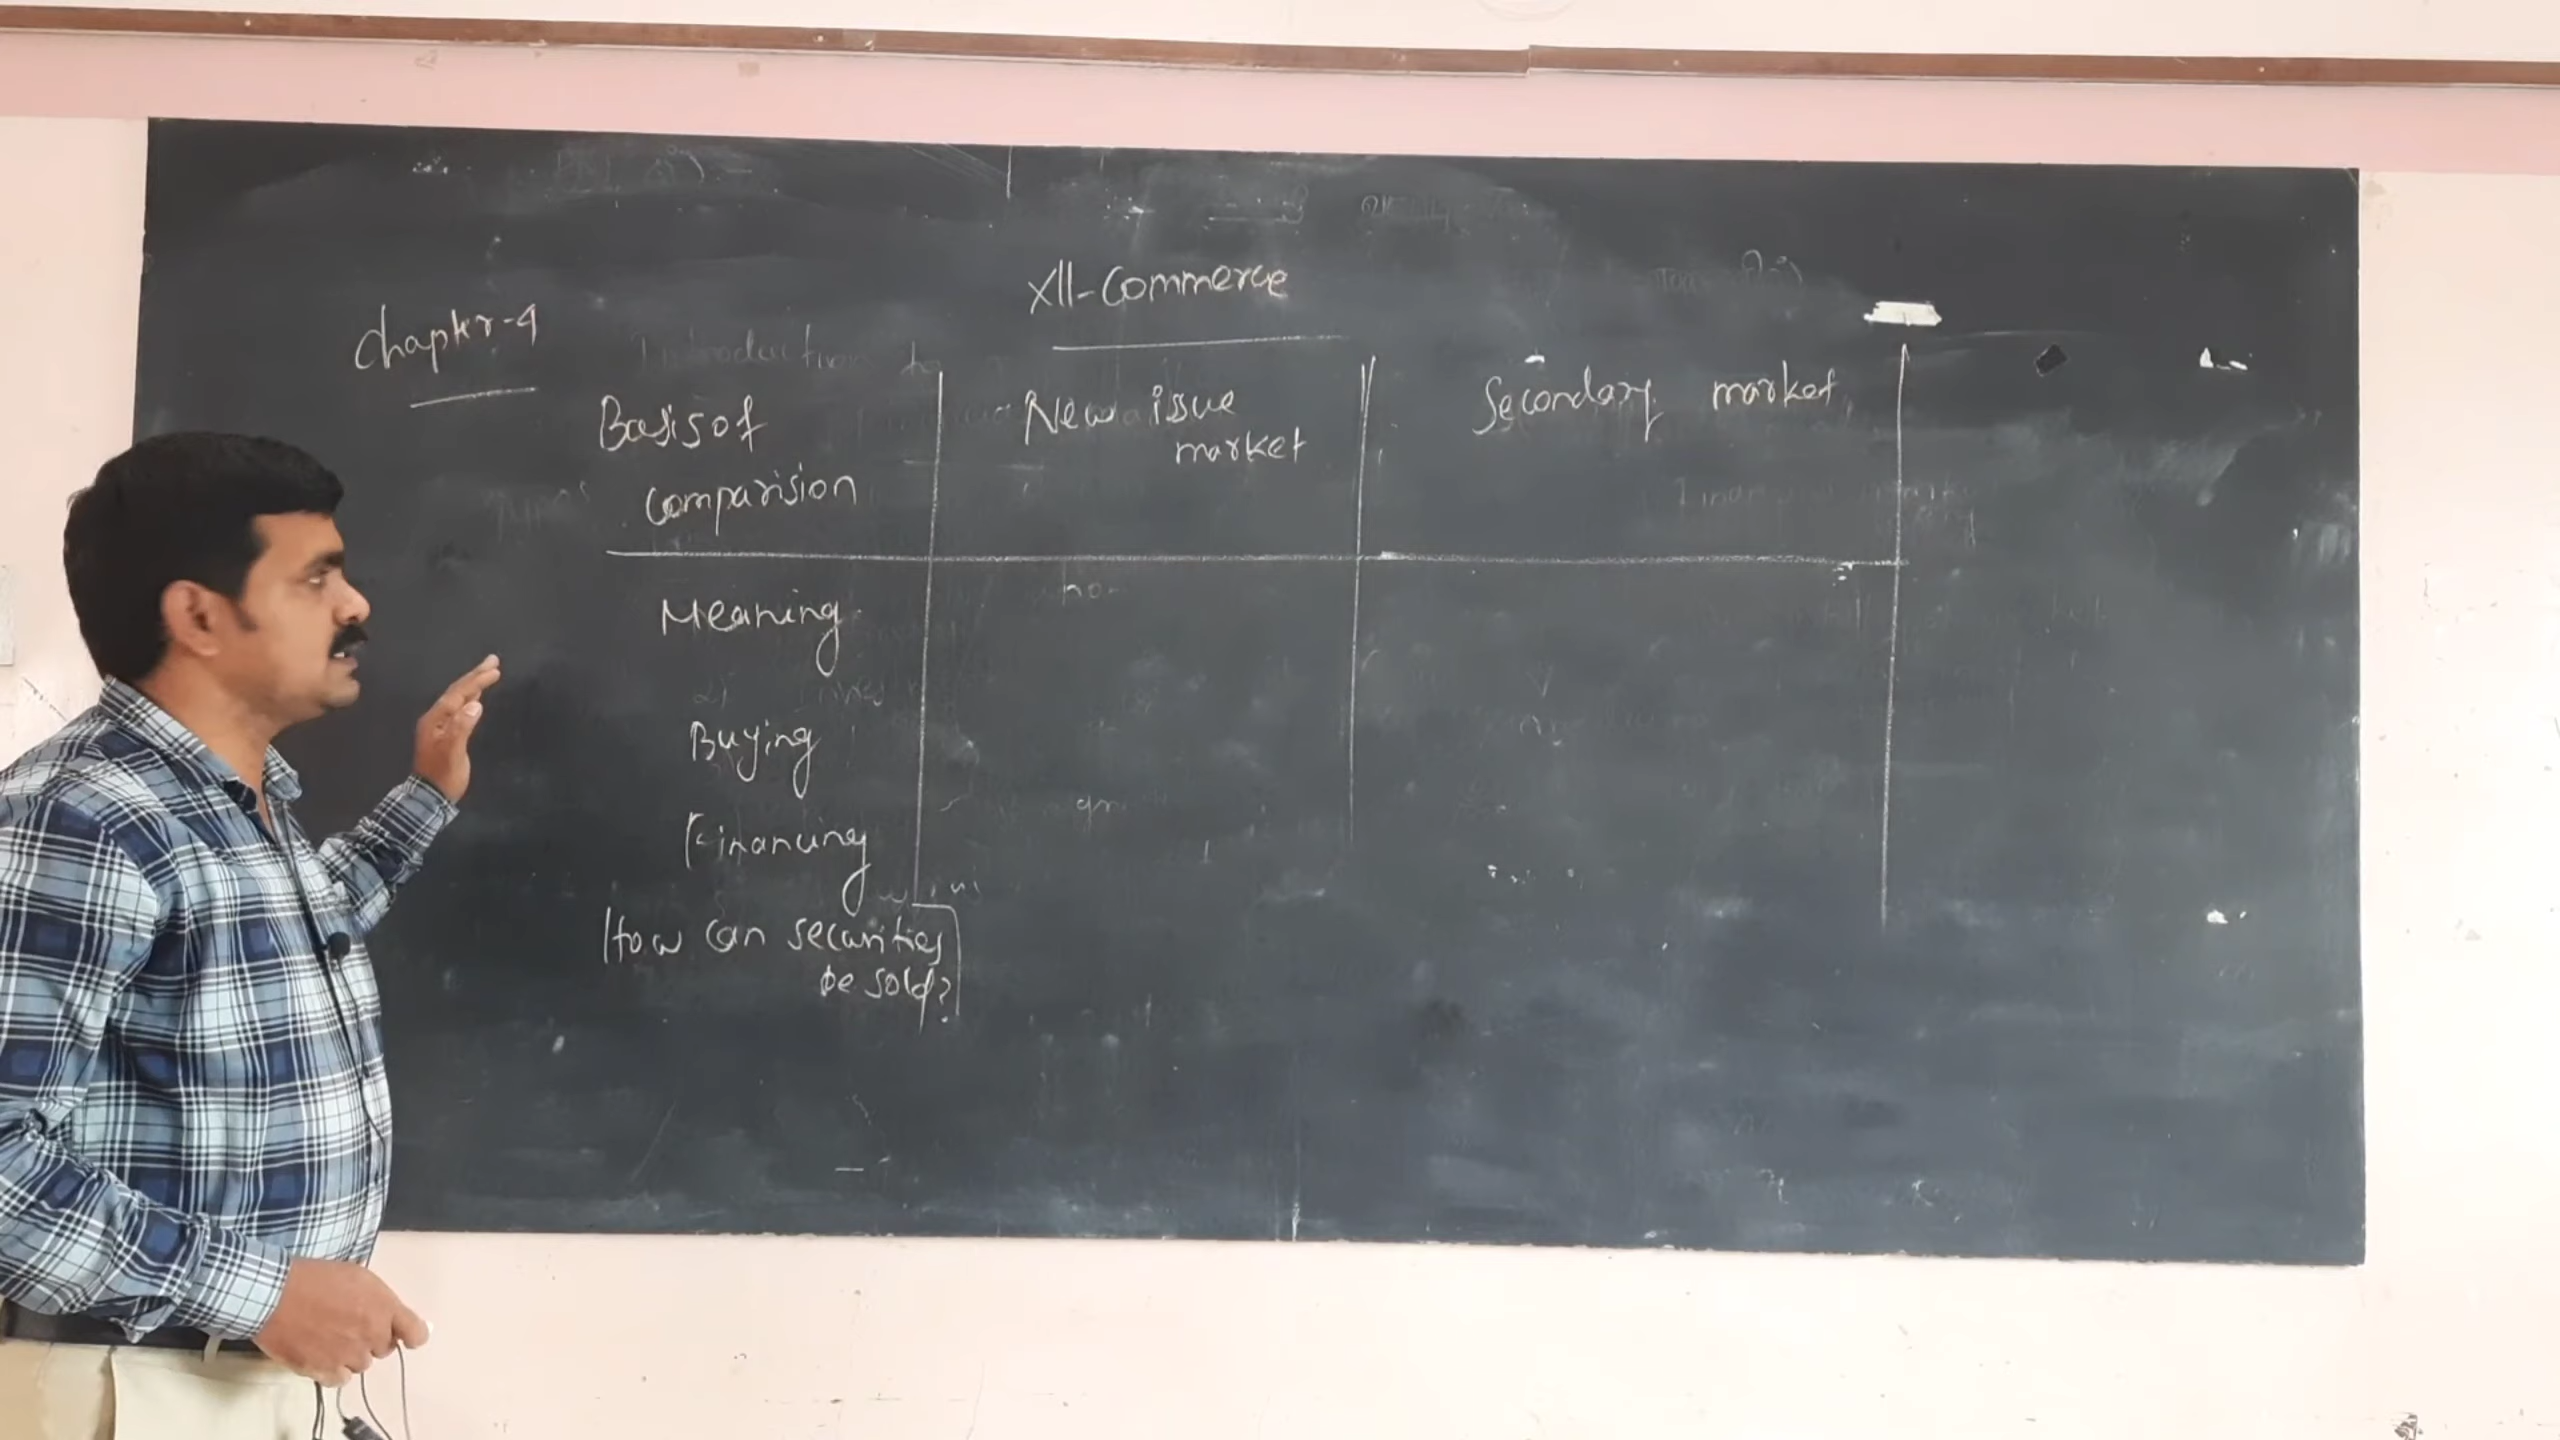 XII-Commerce
Chapter-4
Basis of
comparision
New issue
market
Secondary market
Meaning
Buying
Financing
How can securities
be sold?